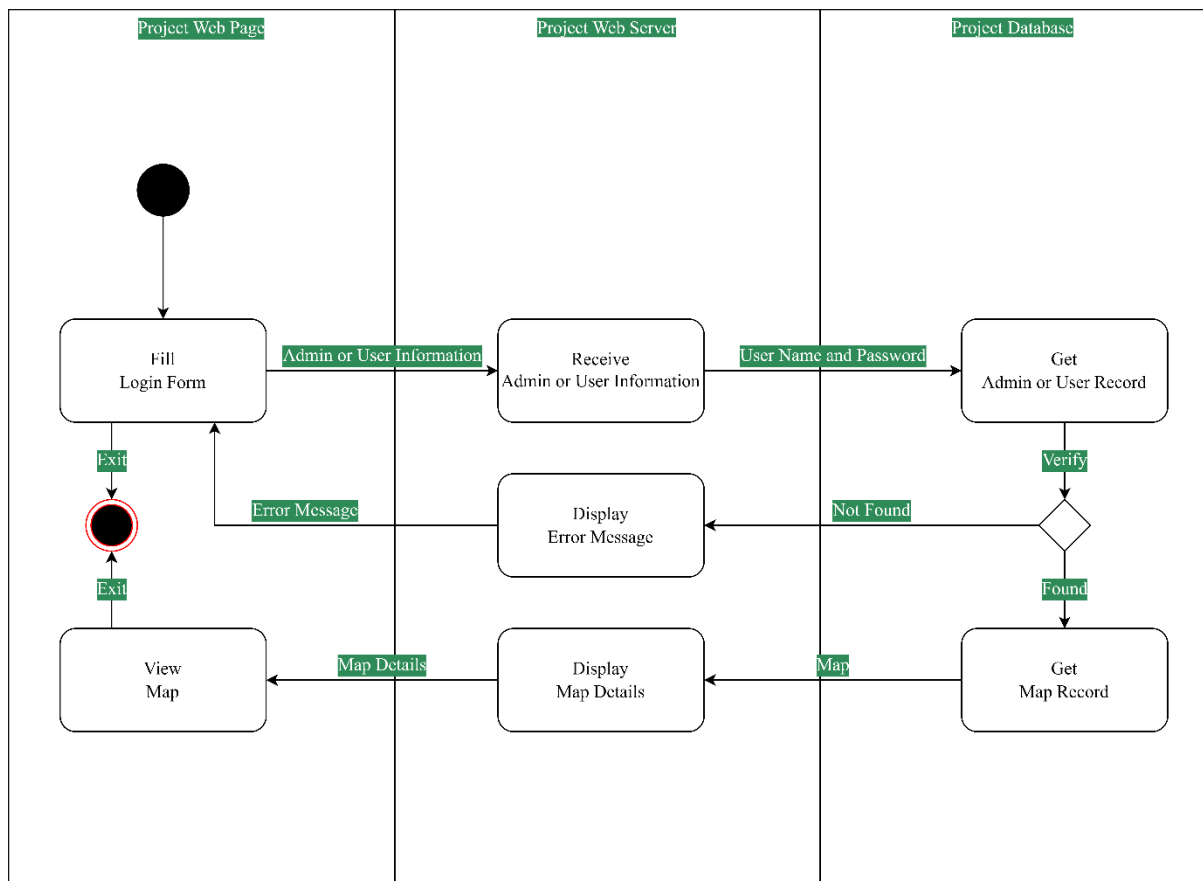 Project Web Page
Project Web Server
Project Database
Fill
Login Form
Admin or User Information
Receive
Admin or User Information
User Name and Password
Get
Admin or User Record
Exit
Verify
Error Message
Display
Error Message
Not Found
Exit
Found
View
Map
Map Details
Display
Map Details
Map
Get
Map Record